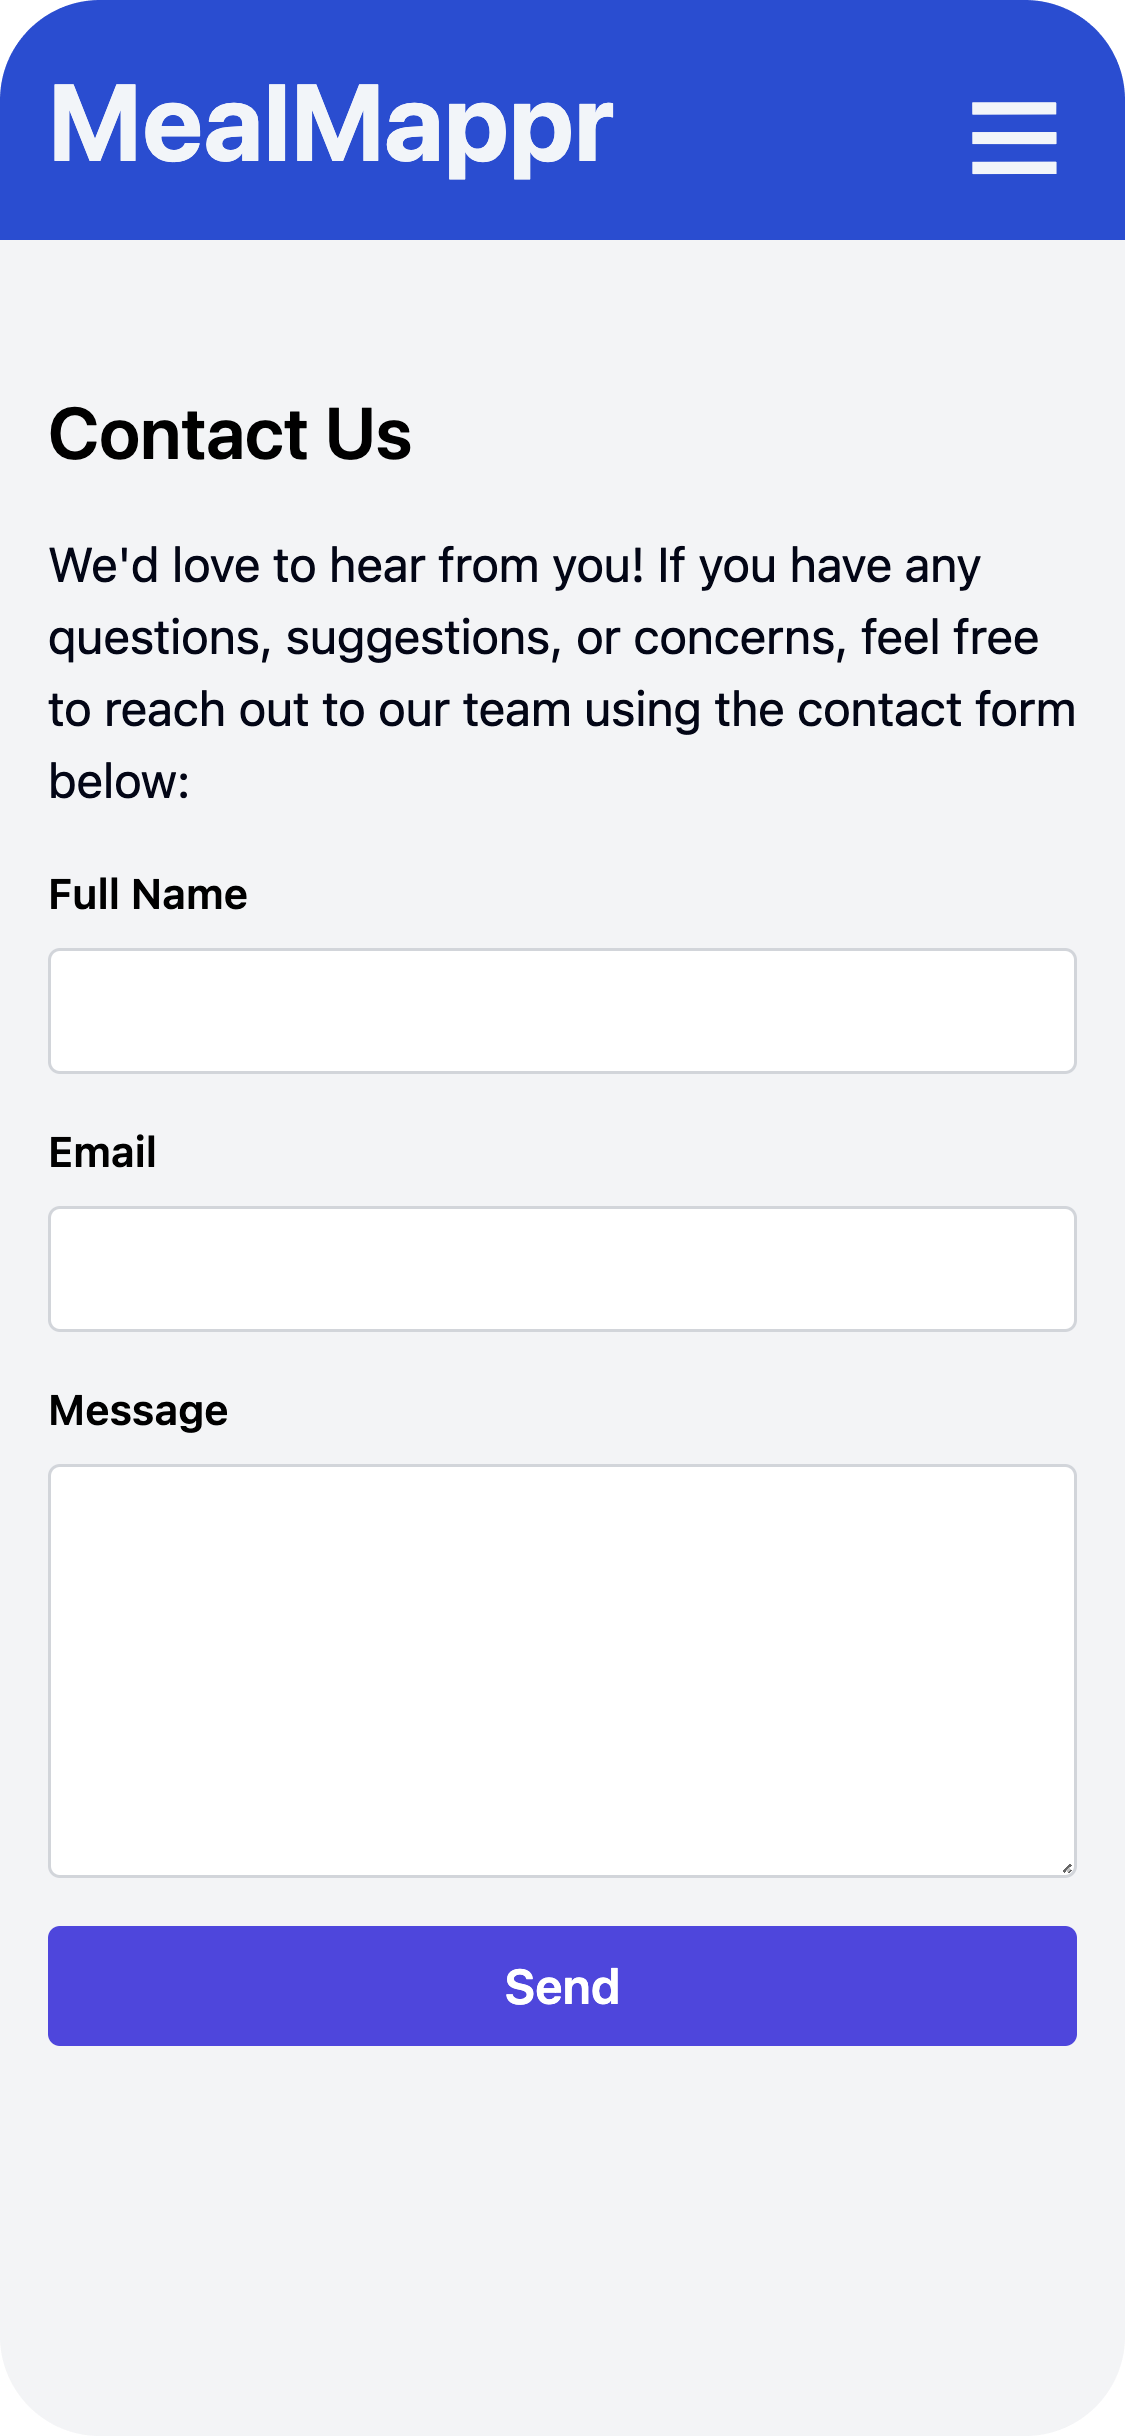 MealMappr
Contact Us
We'd love to hear from you! If you have any
questions, suggestions, or concerns, feel free
to reach out to our team using the contact form
below:
Full Name
Email
Message
Send